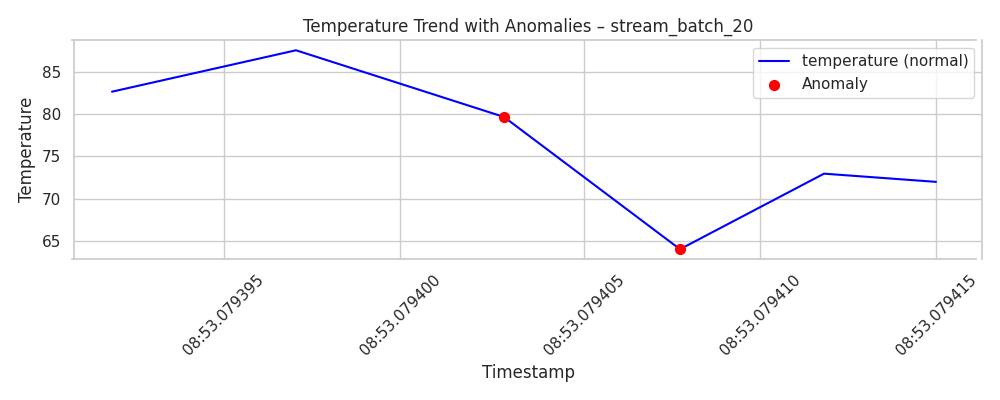 Temperature Trend with Anomalies – stream_batch_20
temperature (normal)
Anomaly
Temperature
85
80
75
70
65
08:53.079395
08:53.079400
08:53.079405
08:53.079410
08:53.079415
Timestamp